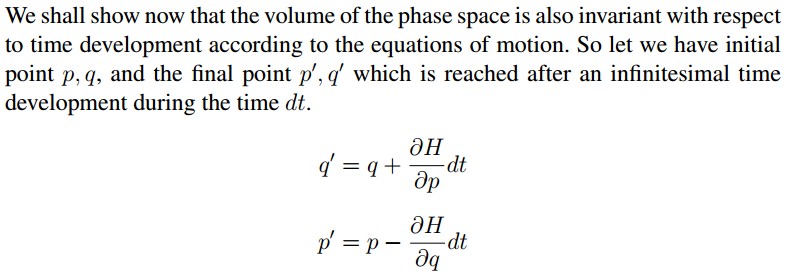 We shall show now that the volume of the phase space is also invariant with respect
to time development according to the equations of motion. So let we have initial
point p, q, and the final point p′, q′ which is reached after an infinitesimal time
development during the time dt.
q′ = q + ∂H/∂p dt
p′ = p − ∂H/∂q dt